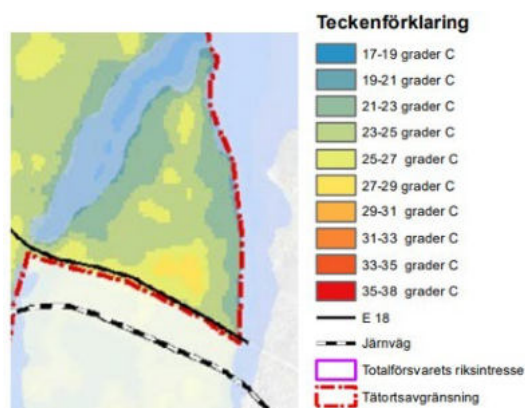 Teckenförklaring
17-19 grader C
19-21 grader C
21-23 grader C
23-25 grader C
25-27 grader C
27-29 grader C
29-31 grader C
31-33 grader C
33-35 grader C
35-38 grader C
E 18
Järnväg
Totalförsvarets riksintresse
Tätortsavgränsning